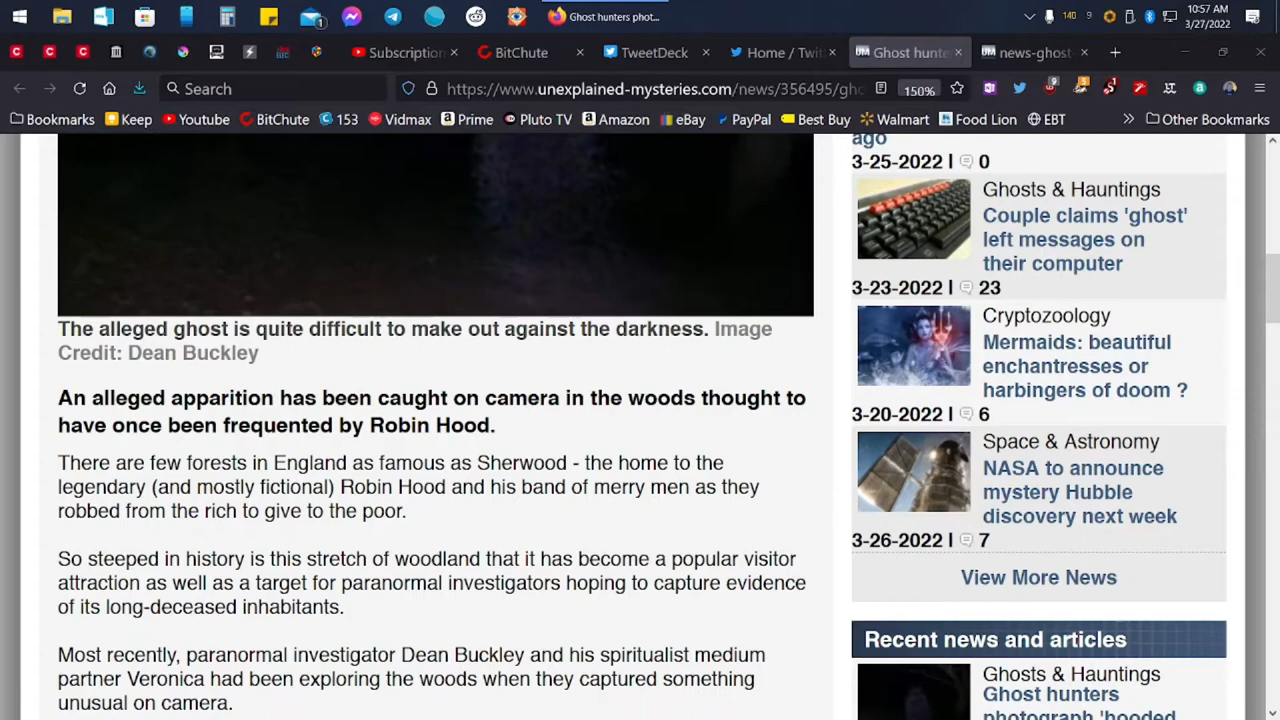 Ghost hunters phot...
140
9
10:57 AM
3/27/2022
Subscription
BitChute
TweetDeck
Home / Twit
Ghost hunte
news-ghost
Search
https://www.unexplained-mysteries.com/news/356495/gho
150%
Bookmarks
Keep
Youtube
BitChute
153
Vidmax
Prime
Pluto TV
Amazon
eBay
PayPal
Best Buy
Walmart
Food Lion
EBT
Other Bookmarks
The alleged ghost is quite difficult to make out against the darkness. Image
Credit: Dean Buckley
An alleged apparition has been caught on camera in the woods thought to
have once been frequented by Robin Hood.
There are few forests in England as famous as Sherwood - the home to the
legendary (and mostly fictional) Robin Hood and his band of merry men as they
robbed from the rich to give to the poor.
So steeped in history is this stretch of woodland that it has become a popular visitor
attraction as well as a target for paranormal investigators hoping to capture evidence
of its long-deceased inhabitants.
Most recently, paranormal investigator Dean Buckley and his spiritualist medium
partner Veronica had been exploring the woods when they captured something
unusual on camera.
ago
3-25-2022 | 0
Ghosts & Hauntings
Couple claims 'ghost'
left messages on
their computer
3-23-2022 | 23
Cryptozoology
Mermaids: beautiful
enchantresses or
harbingers of doom ?
3-20-2022 | 6
Space & Astronomy
NASA to announce
mystery Hubble
discovery next week
3-26-2022 | 7
View More News
Recent news and articles
Ghosts & Hauntings
Ghost hunters
photograph 'hooded